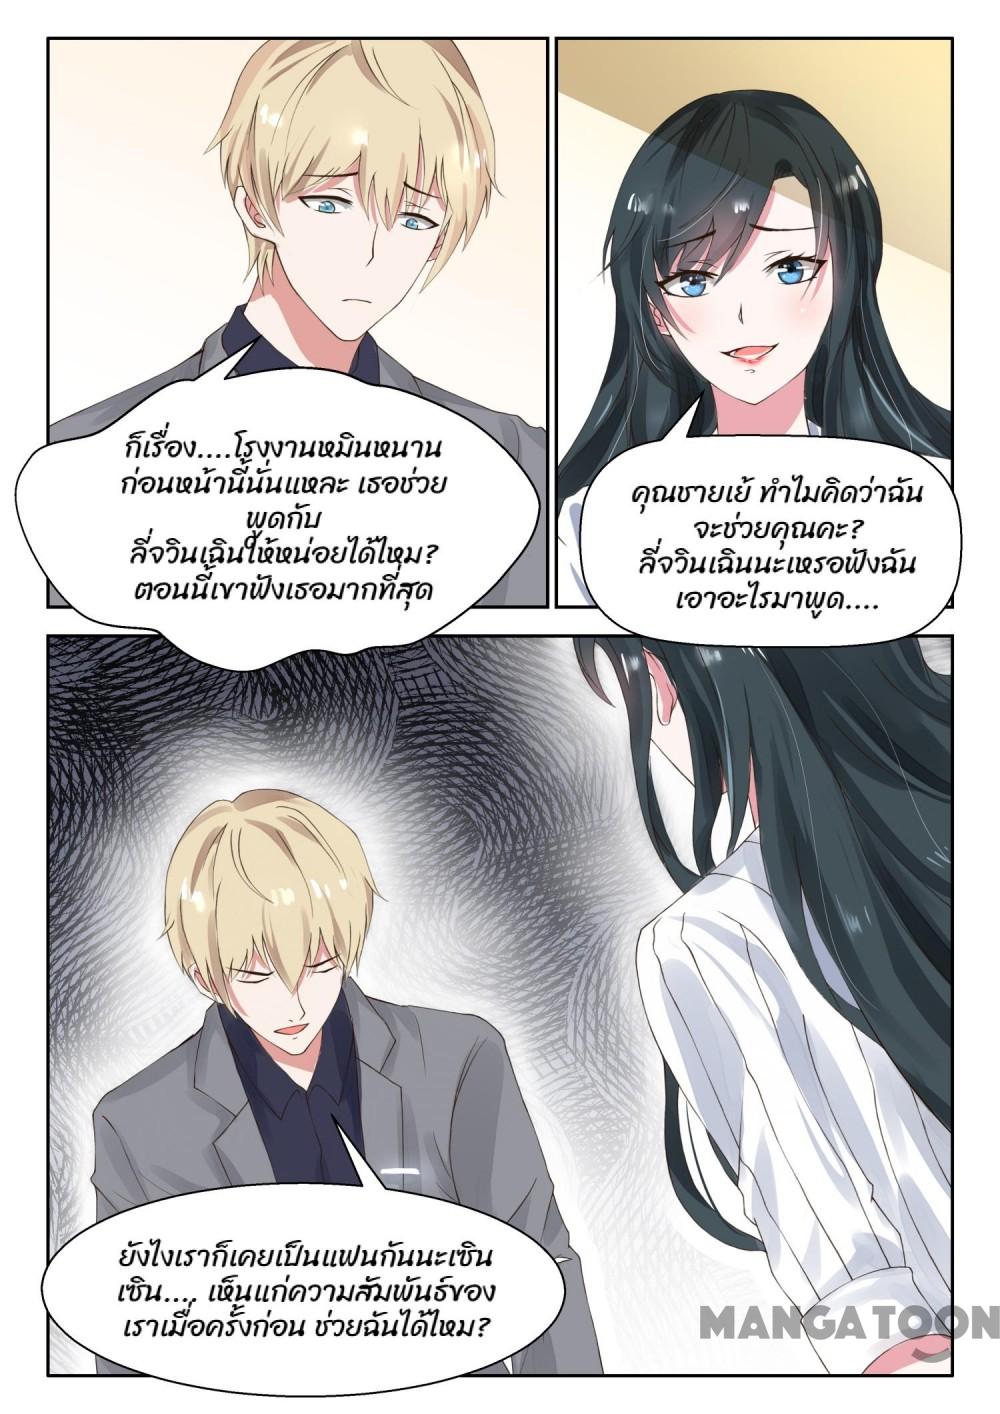 ก็เรื่อง....โรงงานหมินหนาน
ก่อนหน้านี้นั่นแหละ เธอช่วย
พูดกับ
ลี่จวินเฉินให้หน่อยได้ไหม?
ตอนนี้เขาฟังเธอมากที่สุด
คุณชายเย้ ทำไมคิดว่าฉัน
จะช่วยคุณคะ?
ลี่จวินเฉินนะเหรอฟังฉัน
เอาอะไรมาพูด....
ยังไงเราก็เคยเป็นแฟนกันนะเซิน
เซิน.... เห็นแก่ความสัมพันธ์ของ
เราเมื่อครั้งก่อน ช่วยฉันได้ไหม?
MANGATOON